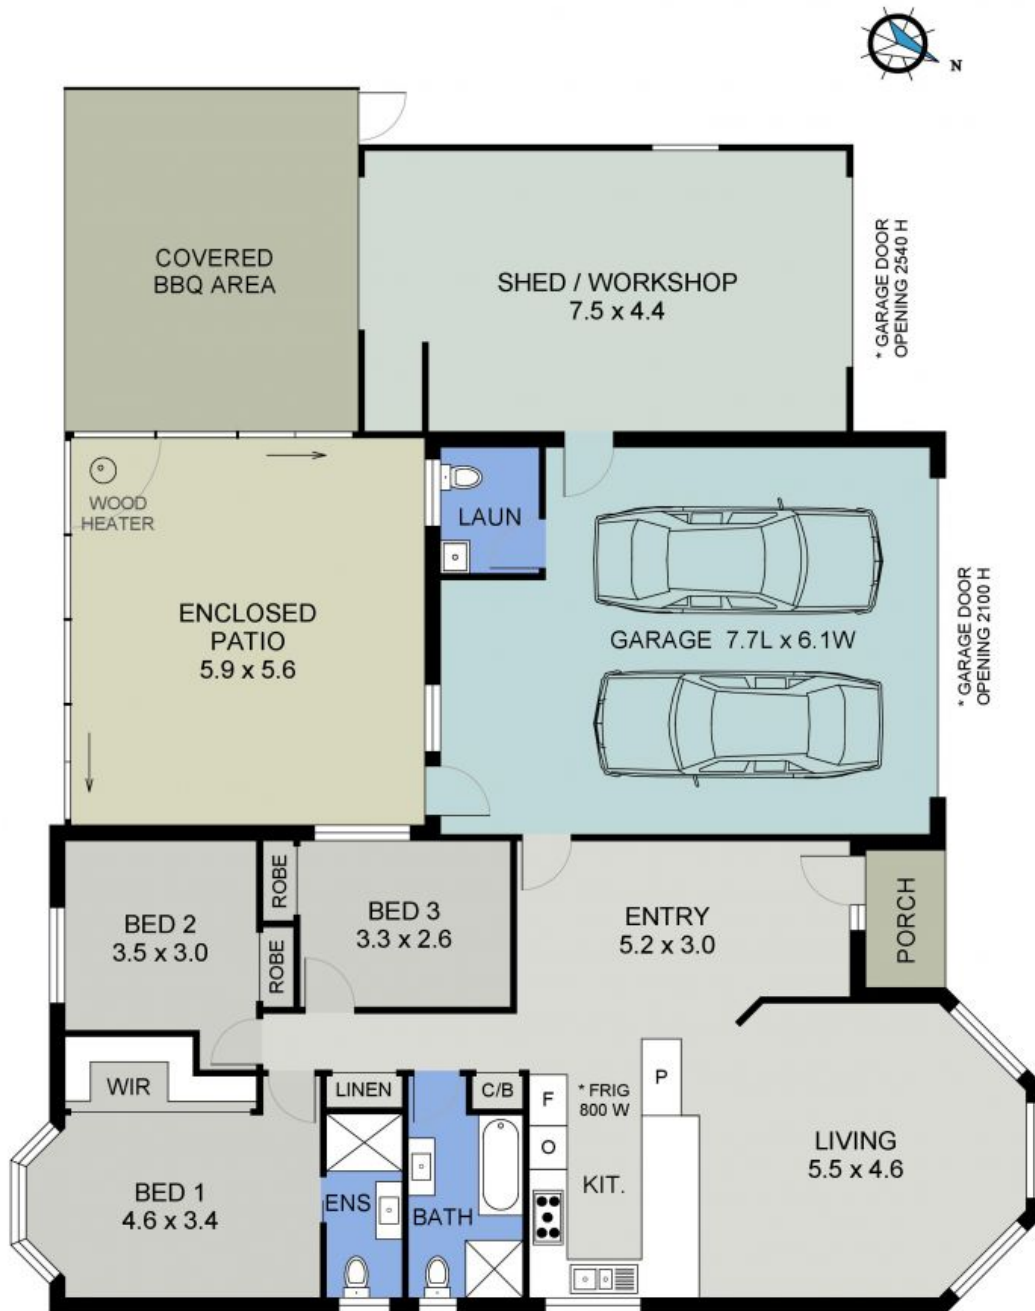 N
COVERED
BBQ AREA
SHED / WORKSHOP
7.5 x 4.4
* GARAGE DOOR
OPENING 2540 H
WOOD
HEATER
LAUN
ENCLOSED
PATIO
5.9 x 5.6
GARAGE 7.7L x 6.1W
* GARAGE DOOR
OPENING 2100 H
ROBE
BED 2
3.5 x 3.0
BED 3
3.3 x 2.6
ROBE
ENTRY
5.2 x 3.0
PORCH
WIR
LINEN
C/B
F
* FRIG
800 W
P
O
KIT.
LIVING
5.5 x 4.6
BED 1
4.6 x 3.4
ENS
BATH